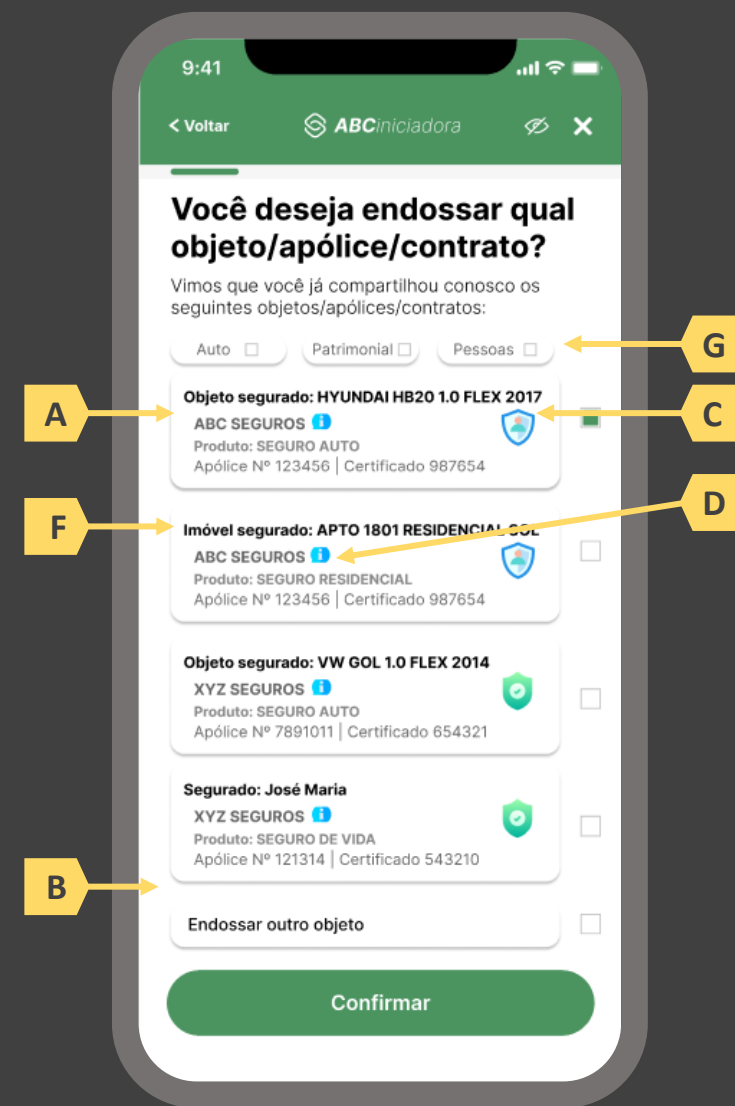 9:41
< Voltar
ABCiniciadora
Você deseja endossar qual
objeto/apólice/contrato?
Vimos que você já compartilhou conosco os
seguintes objetos/apólices/contratos:
Auto
Patrimonial
Pessoas
G
A
Objeto segurado: HYUNDAI HB20 1.0 FLEX 2017
ABC SEGUROS i
Produto: SEGURO AUTO
Apólice Nº 123456 | Certificado 987654
C
D
F
Imóvel segurado: APTO 1801 RESIDENCIAL SOL
ABC SEGUROS i
Produto: SEGURO RESIDENCIAL
Apólice Nº 123456 | Certificado 987654
Objeto segurado: VW GOL 1.0 FLEX 2014
XYZ SEGUROS i
Produto: SEGURO AUTO
Apólice Nº 7891011 | Certificado 654321
Segurado: José Maria
XYZ SEGUROS i
Produto: SEGURO DE VIDA
Apólice Nº 121314 | Certificado 543210
B
Endossar outro objeto
Confirmar